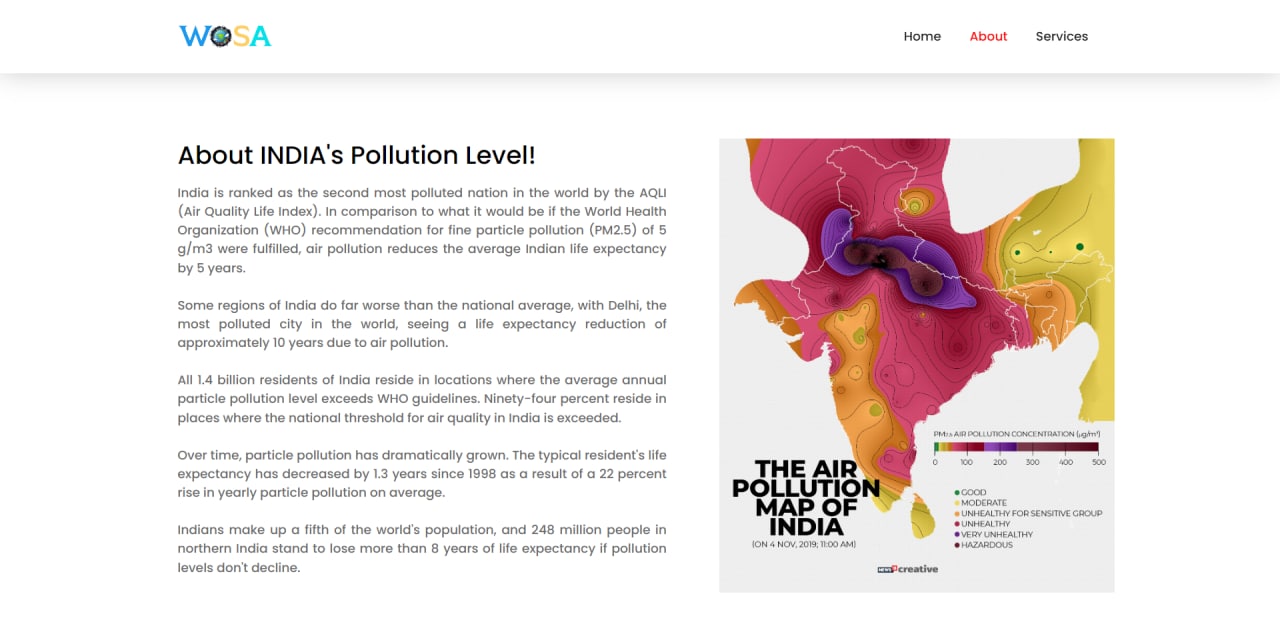 WOSA
Home
About
Services
About INDIA's Pollution Level!
India is ranked as the second most polluted nation in the world by the AQLI
(Air Quality Life Index). In comparison to what it would be if the World Health
Organization (WHO) recommendation for fine particle pollution (PM2.5) of 5
g/m3 were fulfilled, air pollution reduces the average Indian life expectancy
by 5 years.
Some regions of India do far worse than the national average, with Delhi, the
most polluted city in the world, seeing a life expectancy reduction of
approximately 10 years due to air pollution.
All 1.4 billion residents of India reside in locations where the average annual
particle pollution level exceeds WHO guidelines. Ninety-four percent reside in
places where the national threshold for air quality in India is exceeded.
Over time, particle pollution has dramatically grown. The typical resident's life
expectancy has decreased by 1.3 years since 1998 as a result of a 22 percent
rise in yearly particle pollution on average.
Indians make up a fifth of the world's population, and 248 million people in
northern India stand to lose more than 8 years of life expectancy if pollution
levels don't decline.
PM2.5 AIR POLLUTION CONCENTRATION (µg/m³)
0 100 200 300 400 500
GOOD
MODERATE
UNHEALTHY FOR SENSITIVE GROUP
UNHEALTHY
VERY UNHEALTHY
HAZARDOUS
THE AIR
POLLUTION
MAP OF
INDIA
(ON 4 NOV, 2019; 11:00 AM)
NEWS18 creative